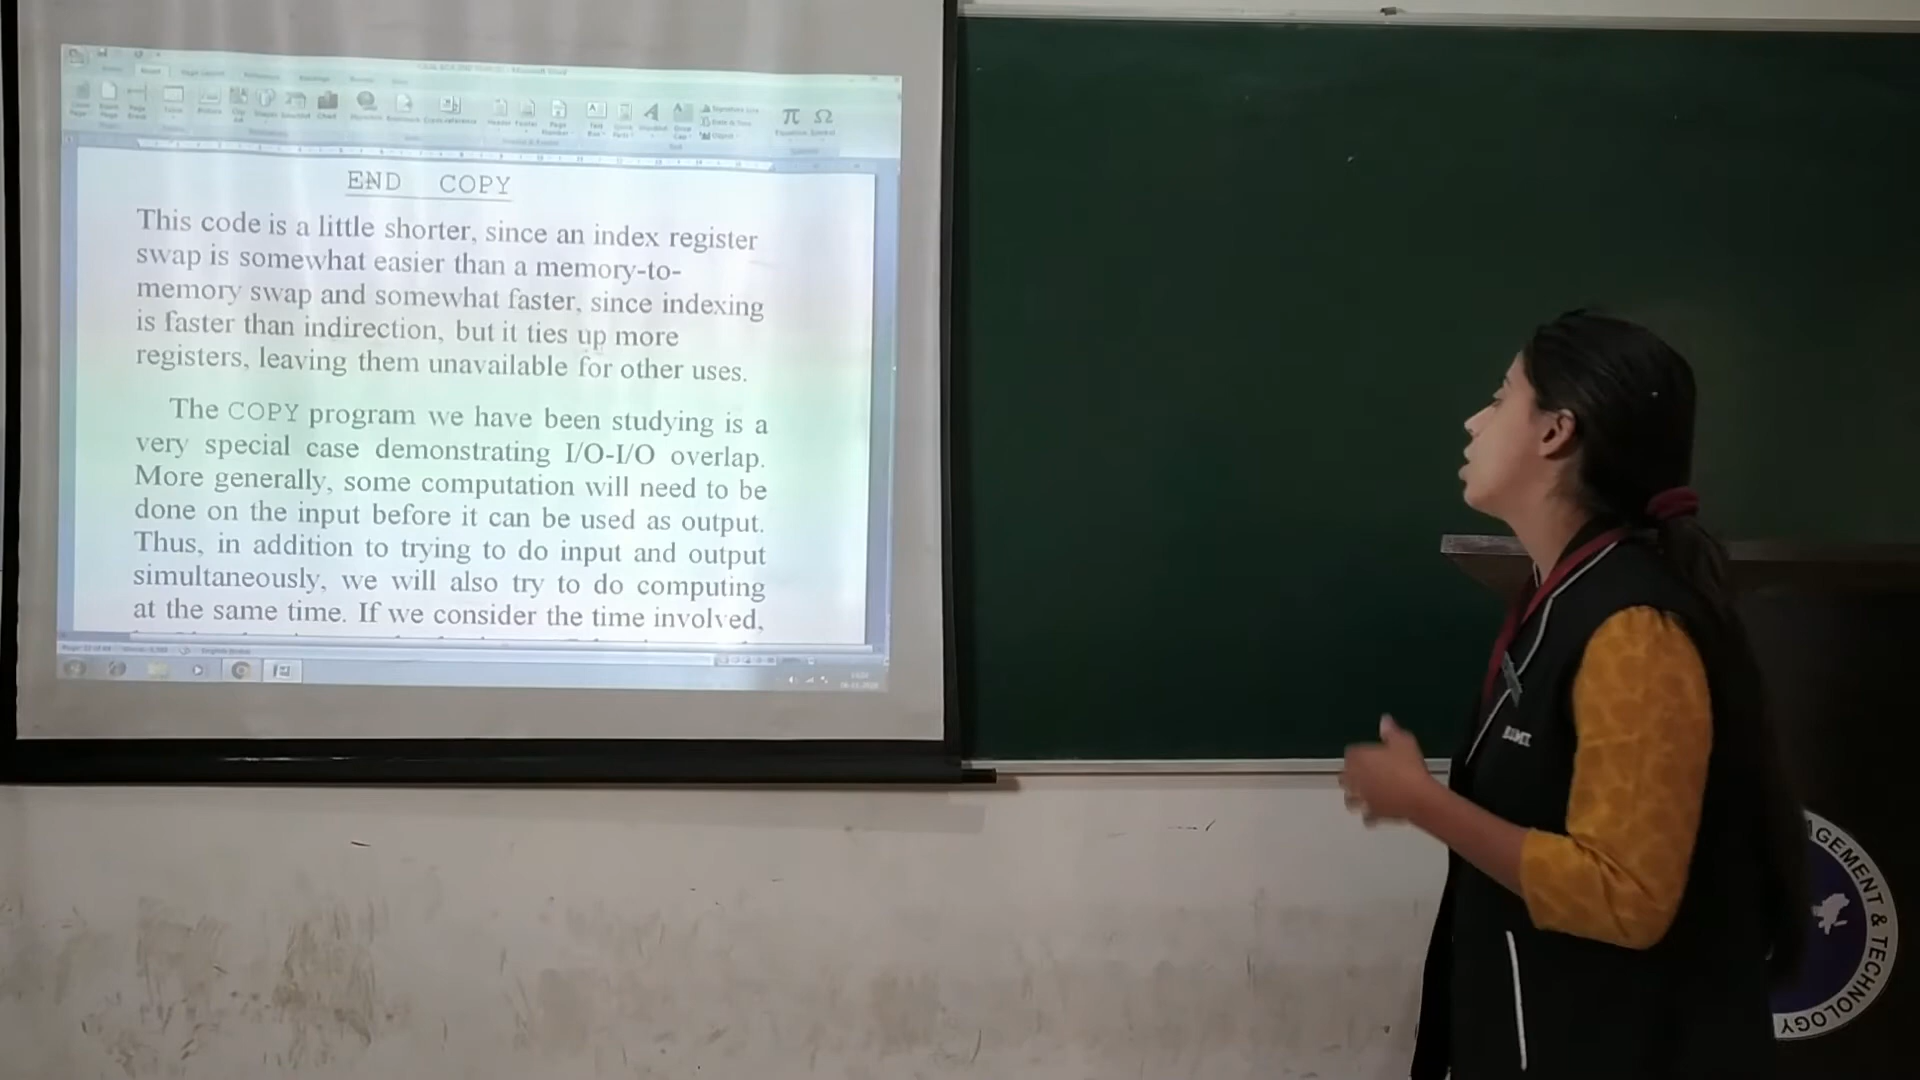 Microsoft Word
END COPY
This code is a little shorter, since an index register
swap is somewhat easier than a memory-to-
memory swap and somewhat faster, since indexing
is faster than indirection, but it ties up more
registers, leaving them unavailable for other uses.
The COPY program we have been studying is a
very special case demonstrating I/O-I/O overlap.
More generally, some computation will need to be
done on the input before it can be used as output.
Thus, in addition to trying to do input and output
simultaneously, we will also try to do computing
at the same time. If we consider the time involved,
AGEMENT & TECHNOLOGY